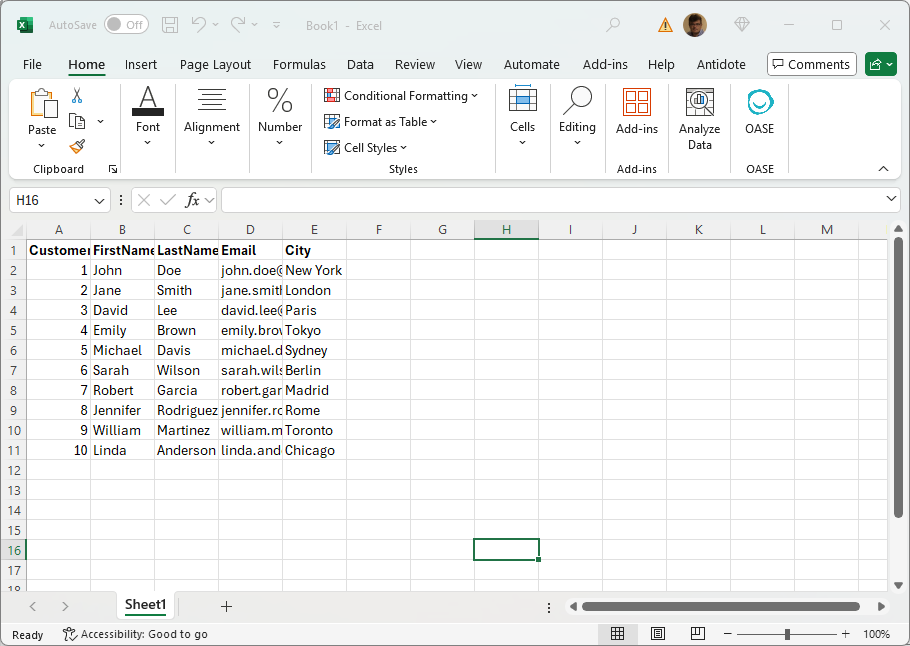 AutoSave Off Book1 - Excel
File Home Insert Page Layout Formulas Data Review View Automate Add-ins Help Antidote Comments
Paste
Clipboard
Font
Alignment
Number
Conditional Formatting
Format as Table
Cell Styles
Styles
Cells
Editing
Add-ins
Add-ins
Analyze
Data
OASE
OASE
H16 fx
A B C D E F G H I J K L M
1 Customer FirstName LastName Email City
2 1 John Doe john.doe@ New York
3 2 Jane Smith jane.smith London
4 3 David Lee david.lee@ Paris
5 4 Emily Brown emily.brow Tokyo
6 5 Michael Davis michael.d Sydney
7 6 Sarah Wilson sarah.wils Berlin
8 7 Robert Garcia robert.gar Madrid
9 8 Jennifer Rodriguez jennifer.ro Rome
10 9 William Martinez william.m Toronto
11 10 Linda Anderson linda.and Chicago
12
13
14
15
16
17
18
Sheet1
Ready Accessibility: Good to go 100%